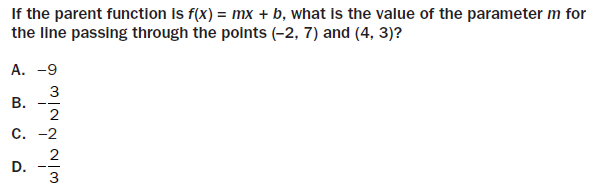 If the parent function is f(x) = mx + b, what is the value of the parameter m for
the line passing through the points (–2, 7) and (4, 3)?
A. –9
B. –3/2
C. –2
D. –2/3